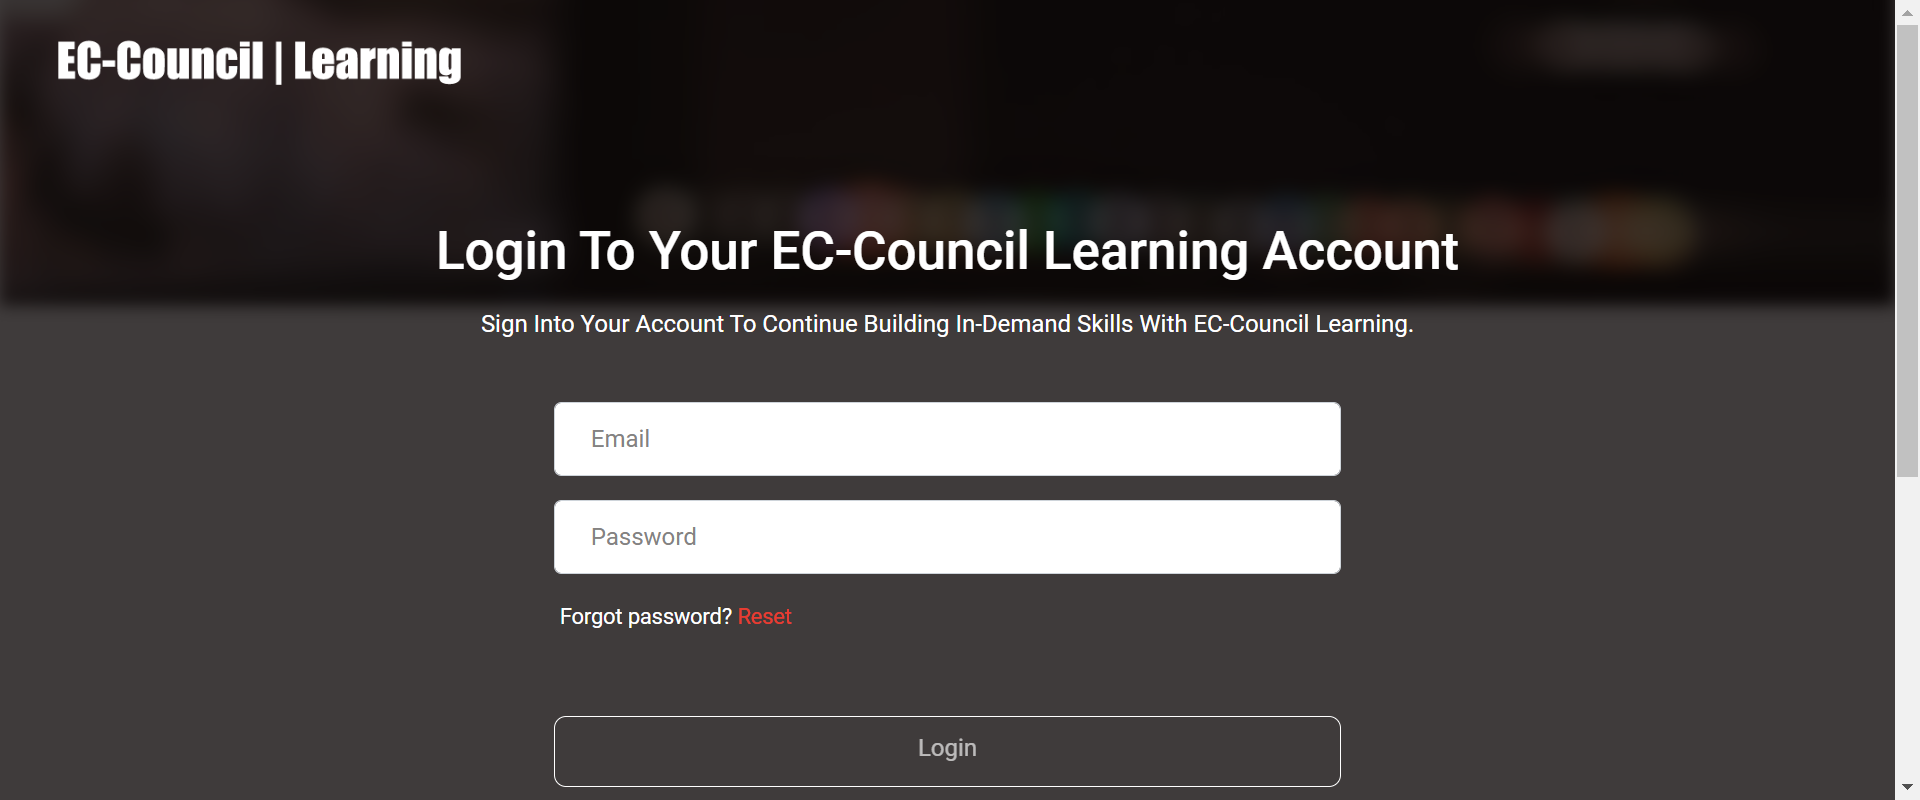 EC-Council | Learning
Login To Your EC-Council Learning Account
Sign Into Your Account To Continue Building In-Demand Skills With EC-Council Learning.
Email
Password
Forgot password? Reset
Login